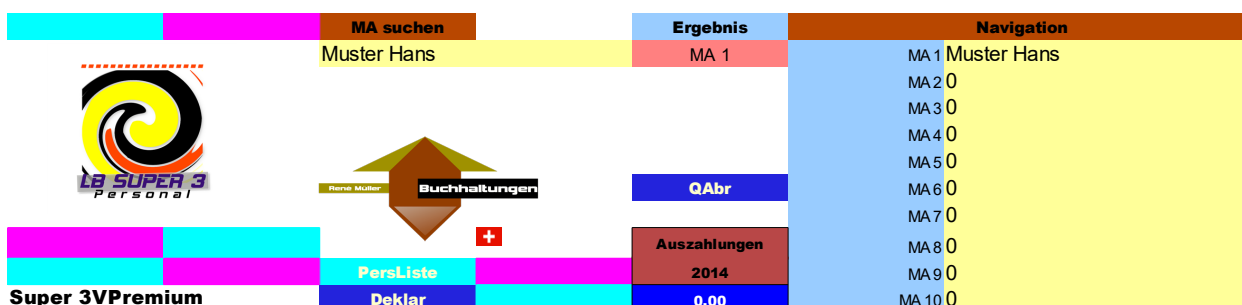 MA suchen Ergebnis Navigation
Muster Hans MA 1 MA 1 Muster Hans
MA 2 0
MA 3 0
MA 4 0
MA 5 0
LB SUPER 3
Personal
René Müller Buchhaltungen
QAbr MA 6 0
MA 7 0
Auszahlungen MA 8 0
PersListe 2014 MA 9 0
Super 3VPremium Deklar 0.00 MA 10 0